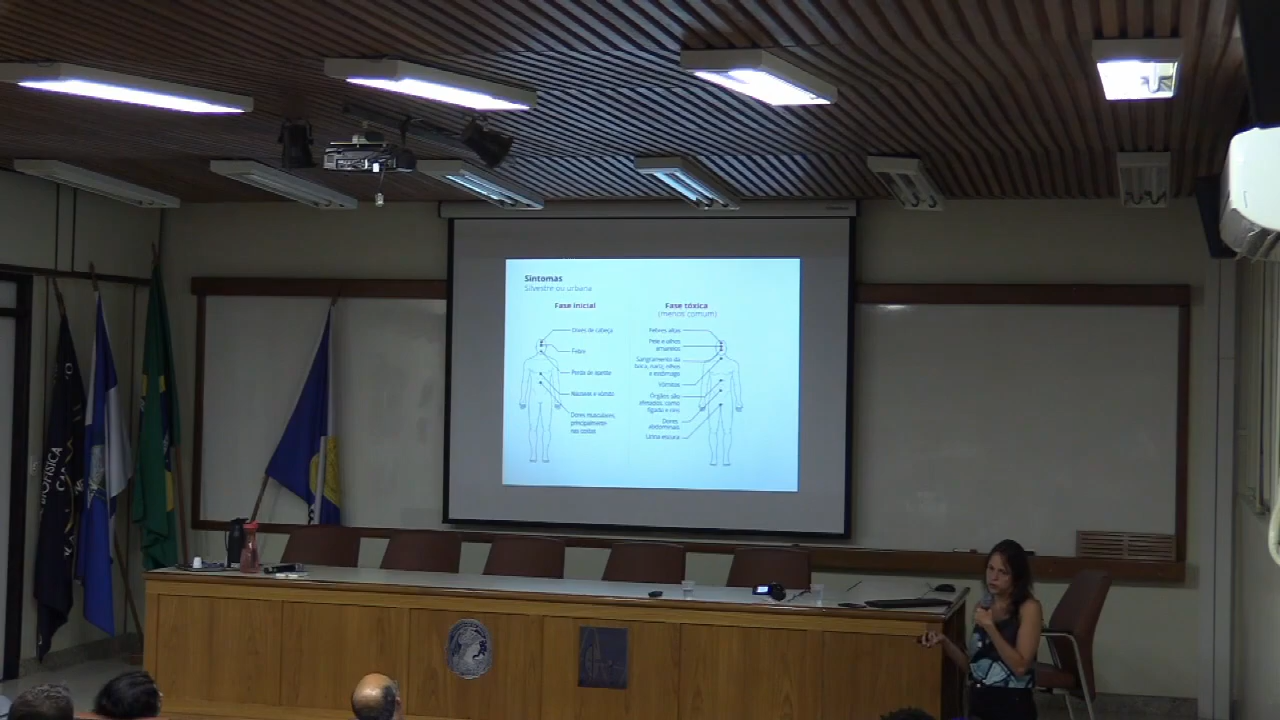 Sintomas
Silvestre ou urbana
Fase inicial
Dores de cabeça
Febre
Perda de apetite
Náuseas e vômito
Dores musculares,
principalmente
nas costas
Fase tóxica
(menos comum)
Febres altas
Pele e olhos
amarelos
Sangramento da
boca, nariz, olhos
e estômago
Vômitos
Órgãos são
afetados, como
fígado e rins
Dores
abdominais
Urina escura
BIOFÍSICA